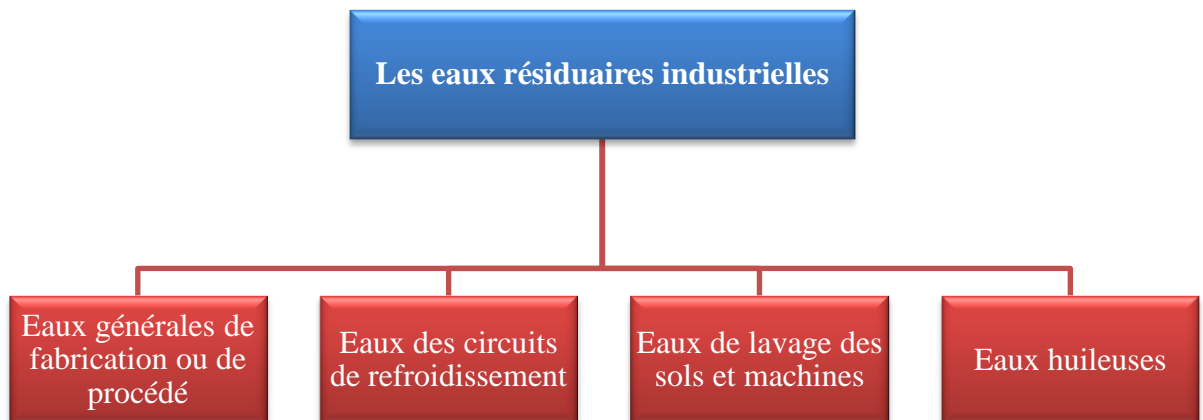 Les eaux résiduaires industrielles
Eaux générales de
fabrication ou de
procédé
Eaux des circuits
de refroidissement
Eaux de lavage des
sols et machines
Eaux huileuses